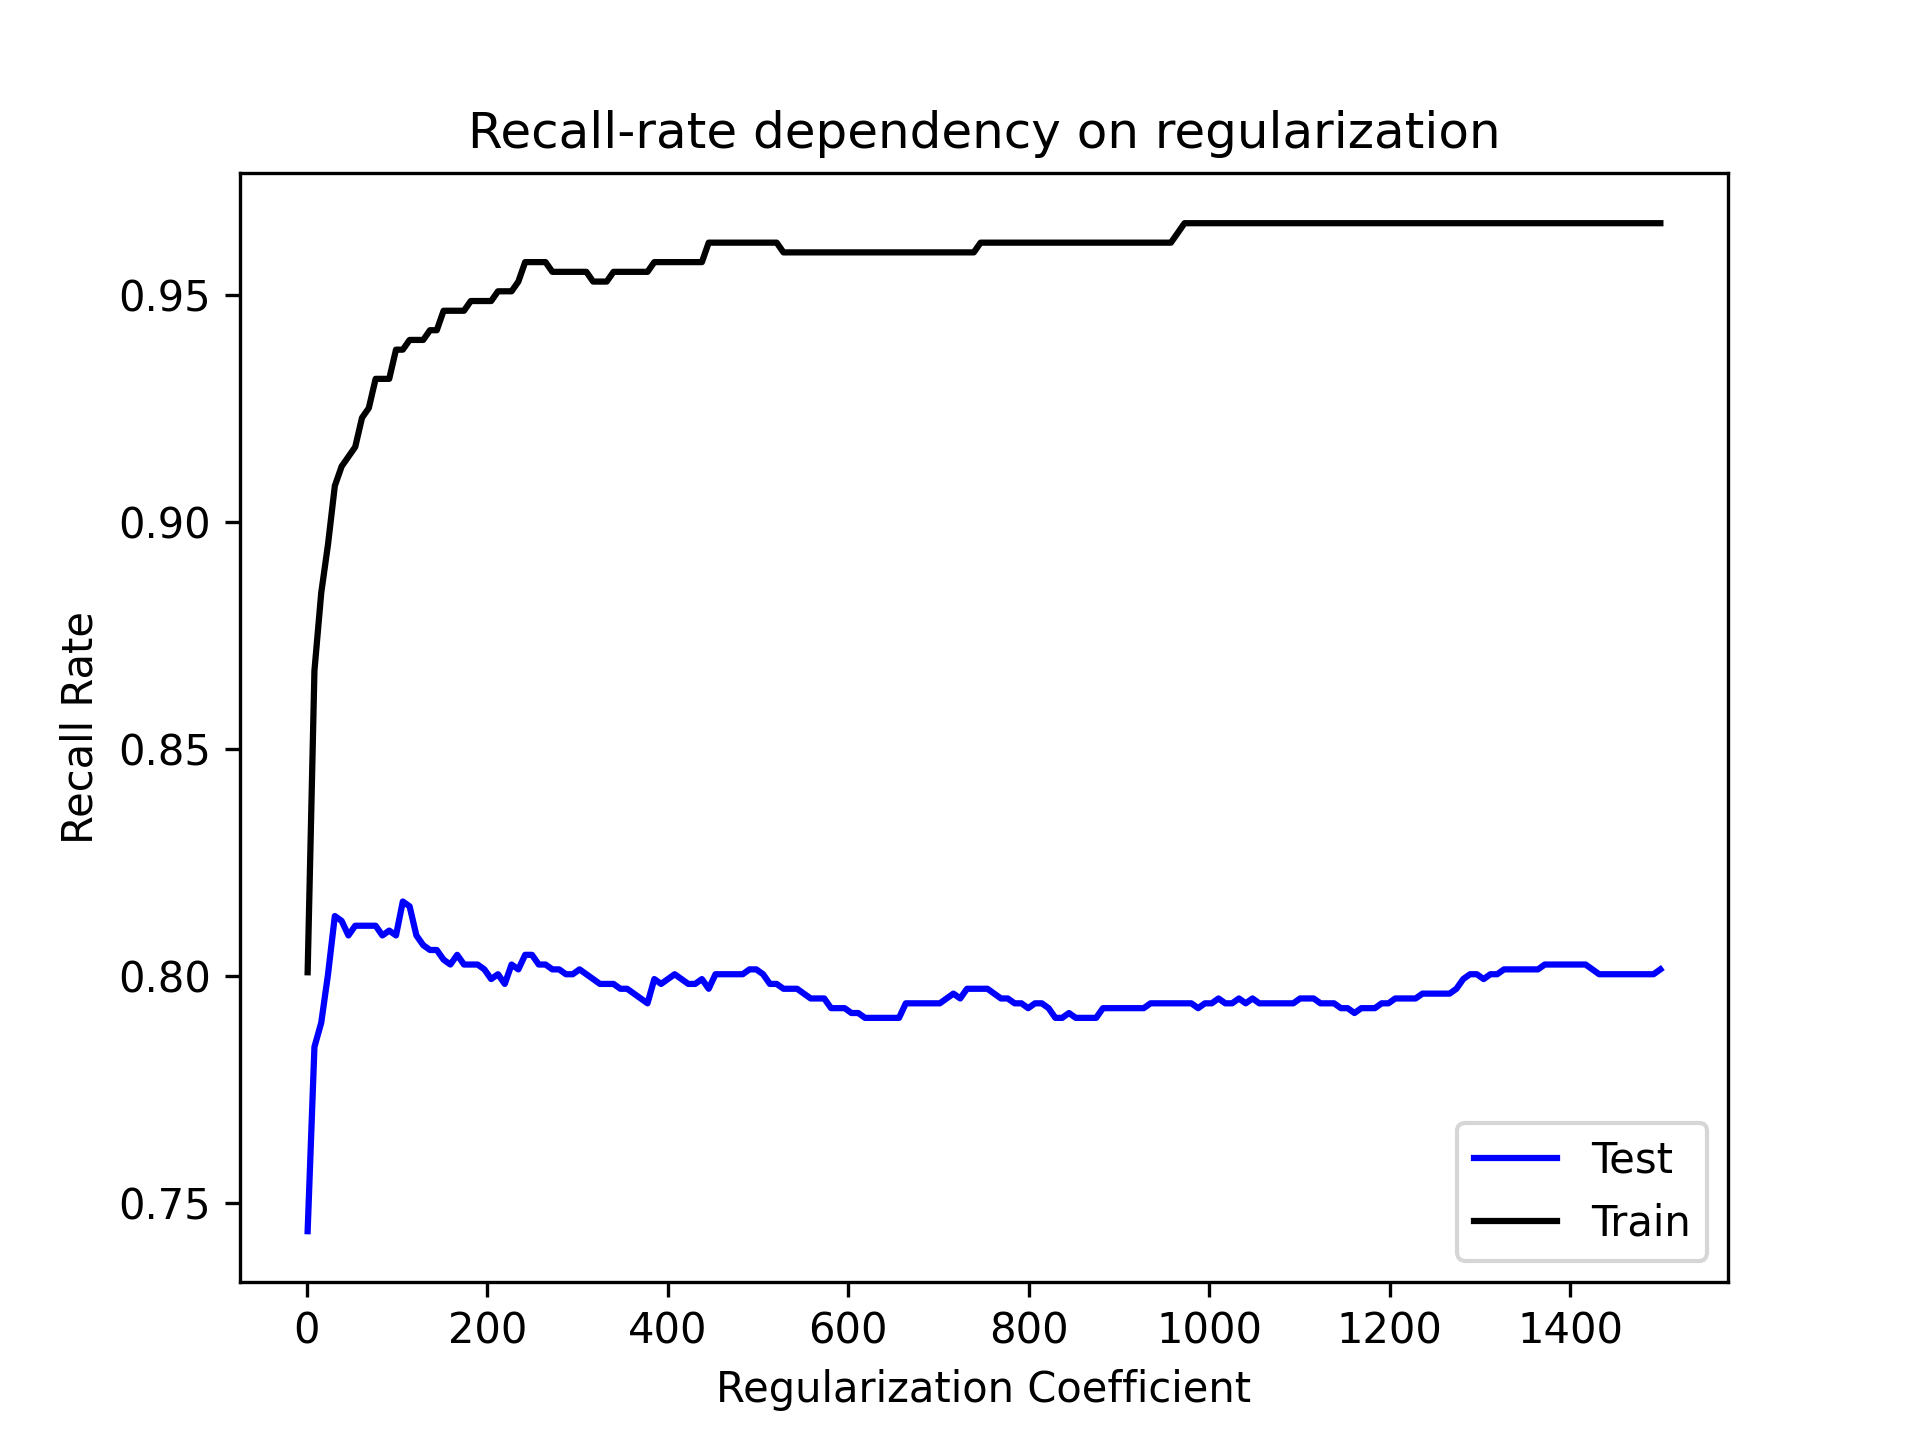 Recall-rate dependency on regularization
Recall Rate
0.95
0.90
0.85
0.80
0.75
Test
Train
0 200 400 600 800 1000 1200 1400
Regularization Coefficient